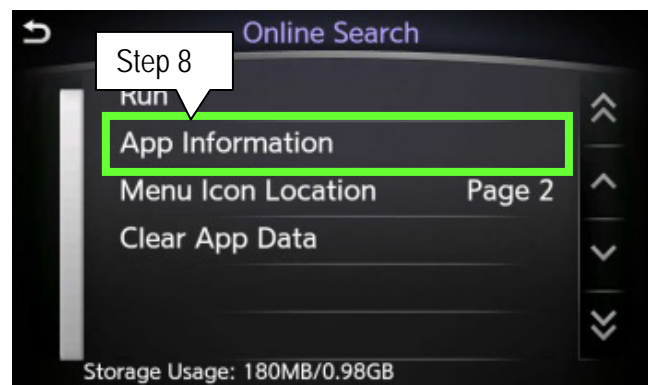 Online Search
Step 8
Run
App Information
Menu Icon Location Page 2
Clear App Data
Storage Usage: 180MB/0.98GB